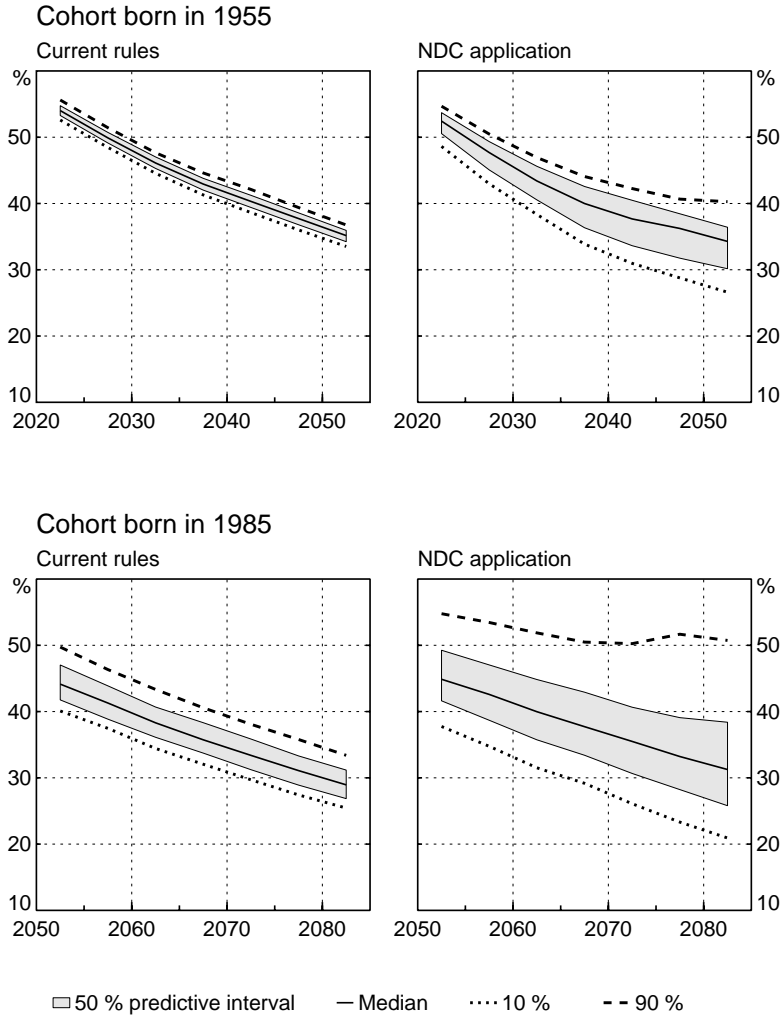 Cohort born in 1955
Current rules
NDC application
%
50
40
30
20
10
2020 2030 2040 2050
%
50
40
30
20
10
2020 2030 2040 2050
Cohort born in 1985
Current rules
NDC application
%
50
40
30
20
10
2050 2060 2070 2080
%
50
40
30
20
10
2050 2060 2070 2080
50 % predictive interval Median 10 % 90 %